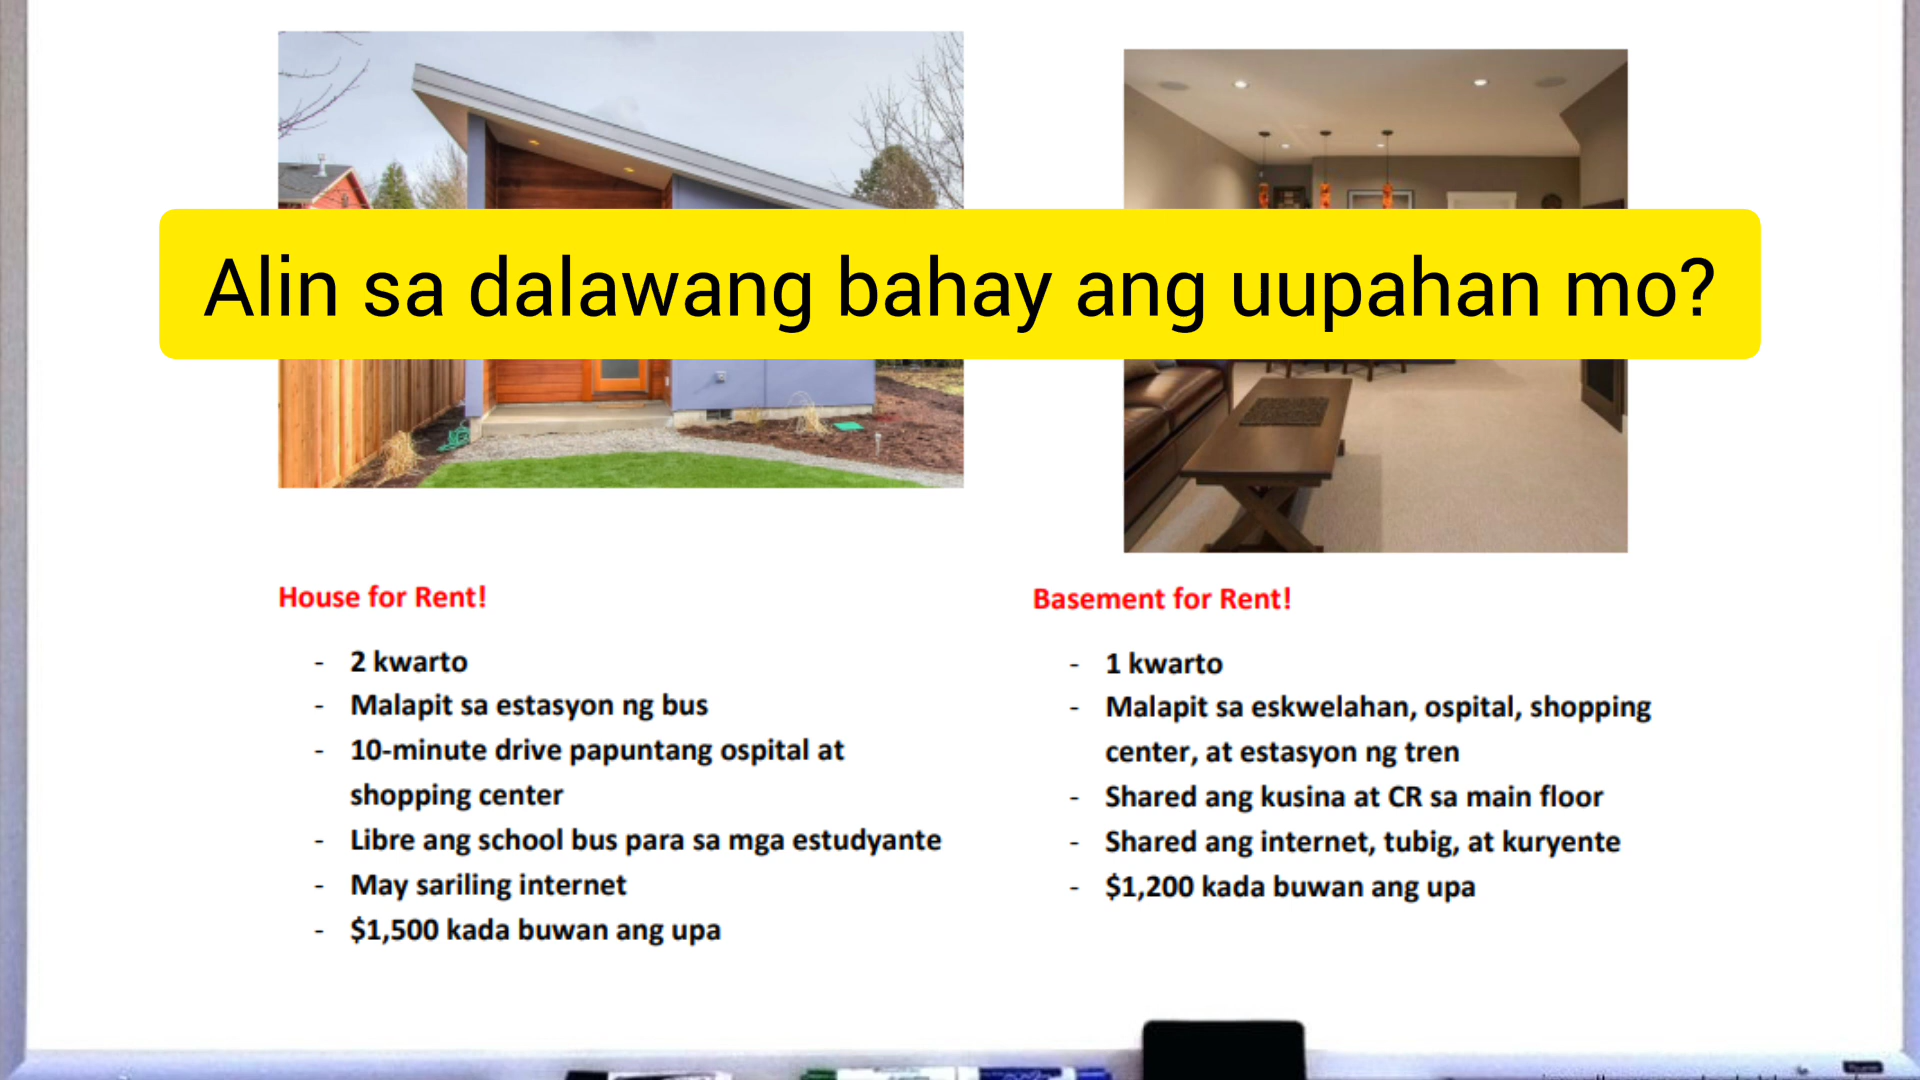 Alin sa dalawang bahay ang uupahan mo?
House for Rent!
- 2 kwarto
- Malapit sa estasyon ng bus
- 10-minute drive papuntang ospital at
shopping center
- Libre ang school bus para sa mga estudyante
- May sariling internet
- $1,500 kada buwan ang upa
Basement for Rent!
- 1 kwarto
- Malapit sa eskwelahan, ospital, shopping
center, at estasyon ng tren
- Shared ang kusina at CR sa main floor
- Shared ang internet, tubig, at kuryente
- $1,200 kada buwan ang upa